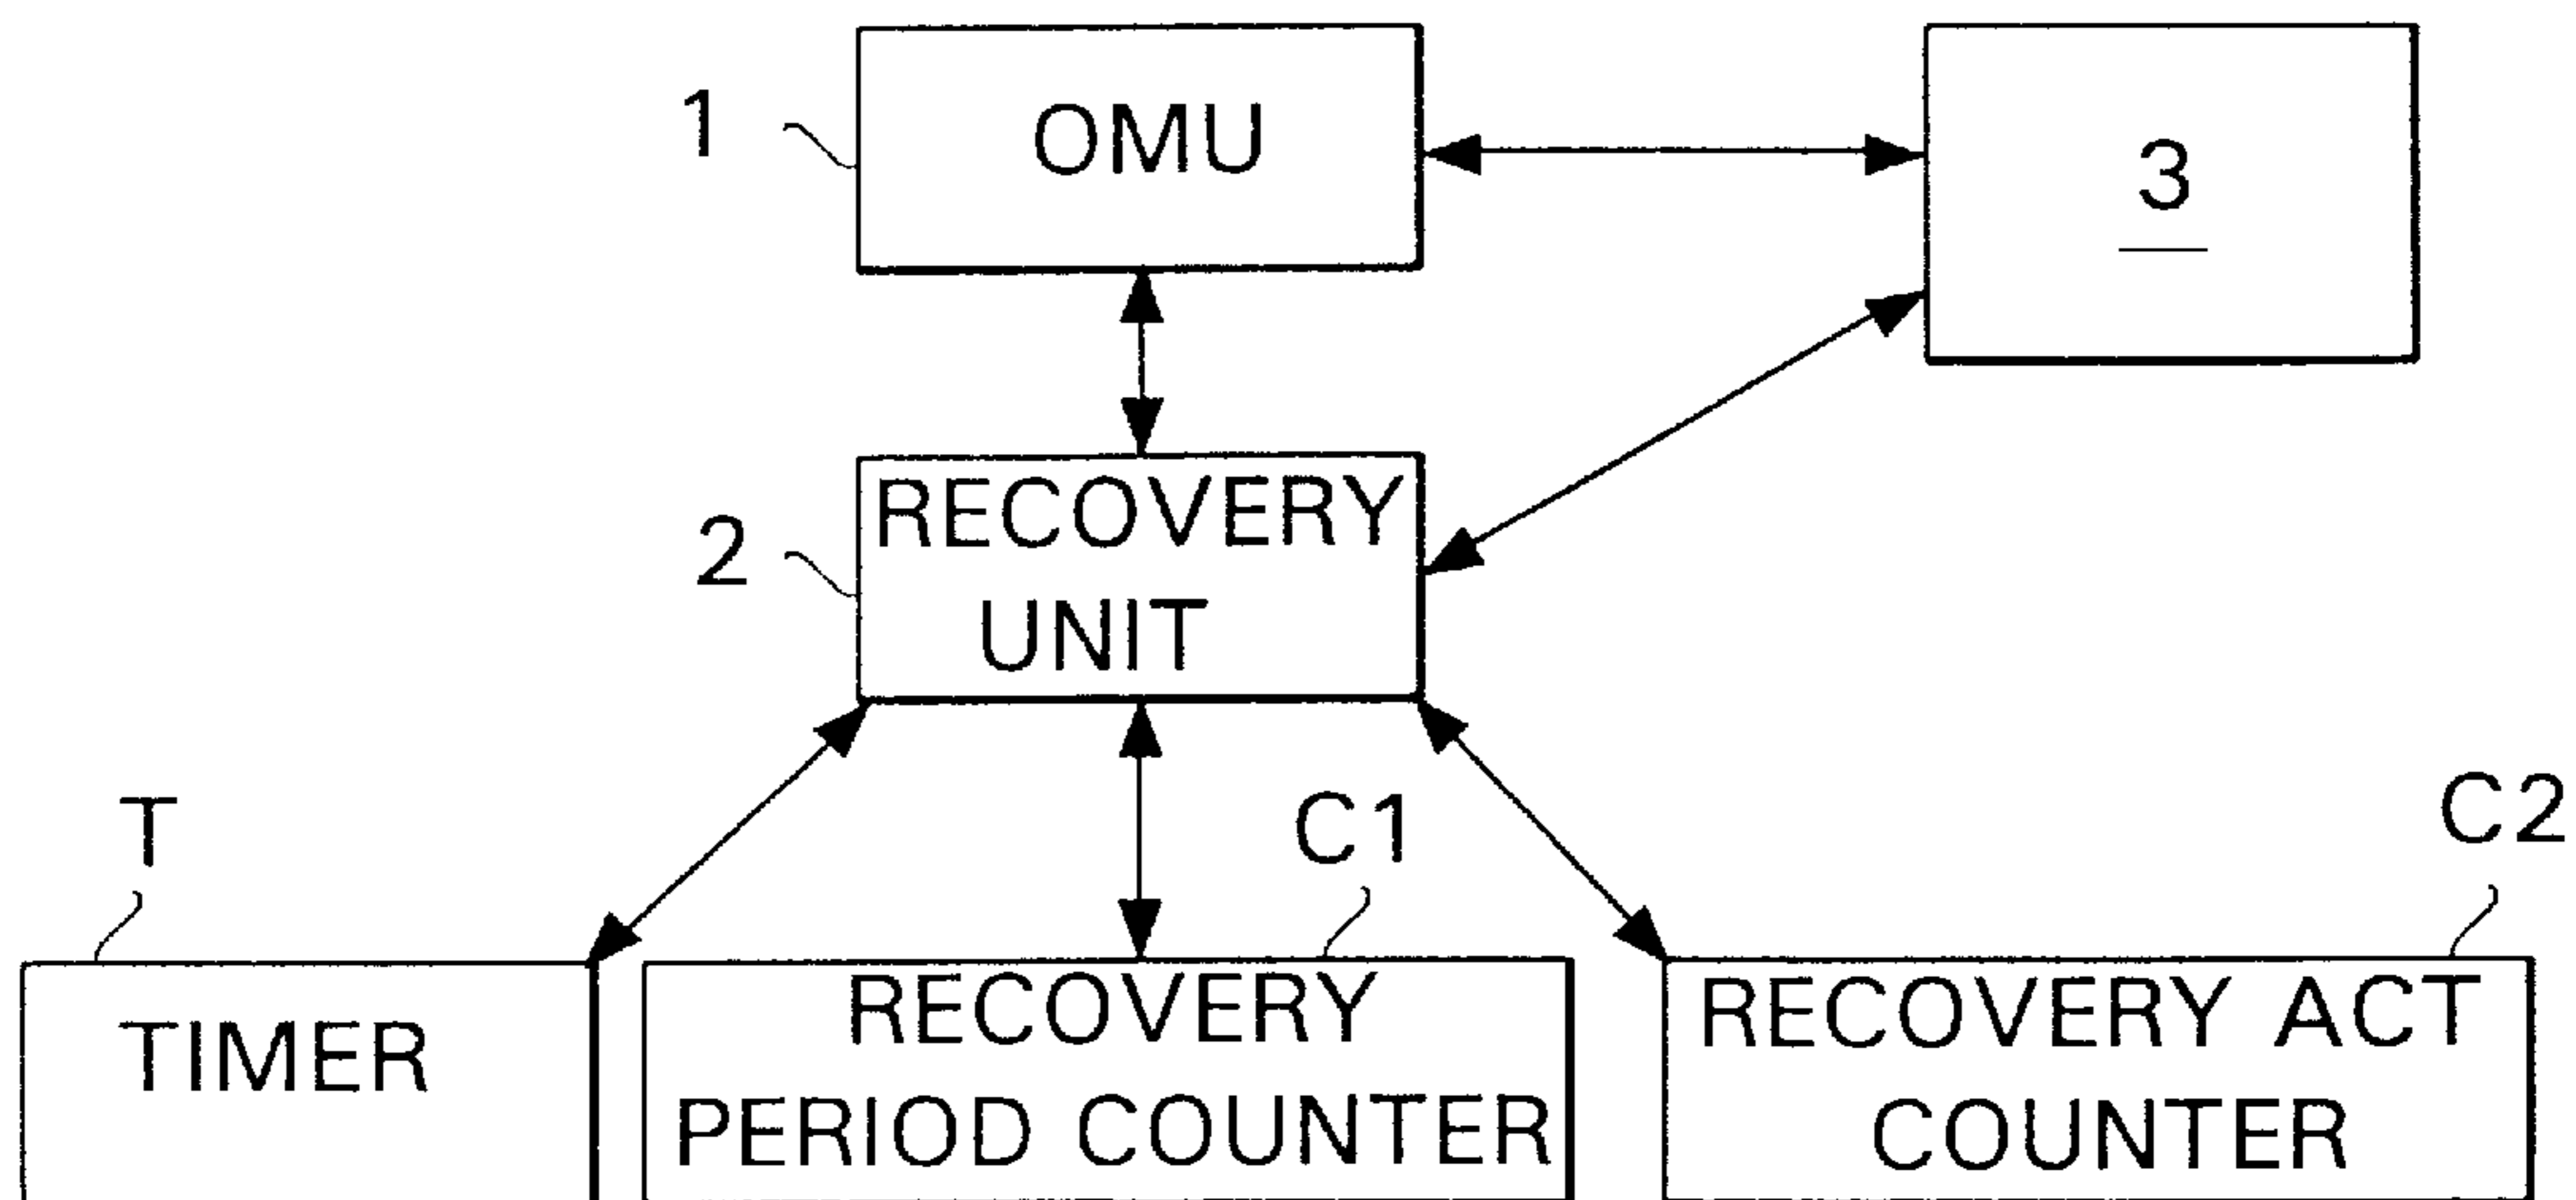 1
OMU
3
2
RECOVERY
UNIT
T
C1
C2
TIMER
RECOVERY
PERIOD COUNTER
RECOVERY ACT
COUNTER